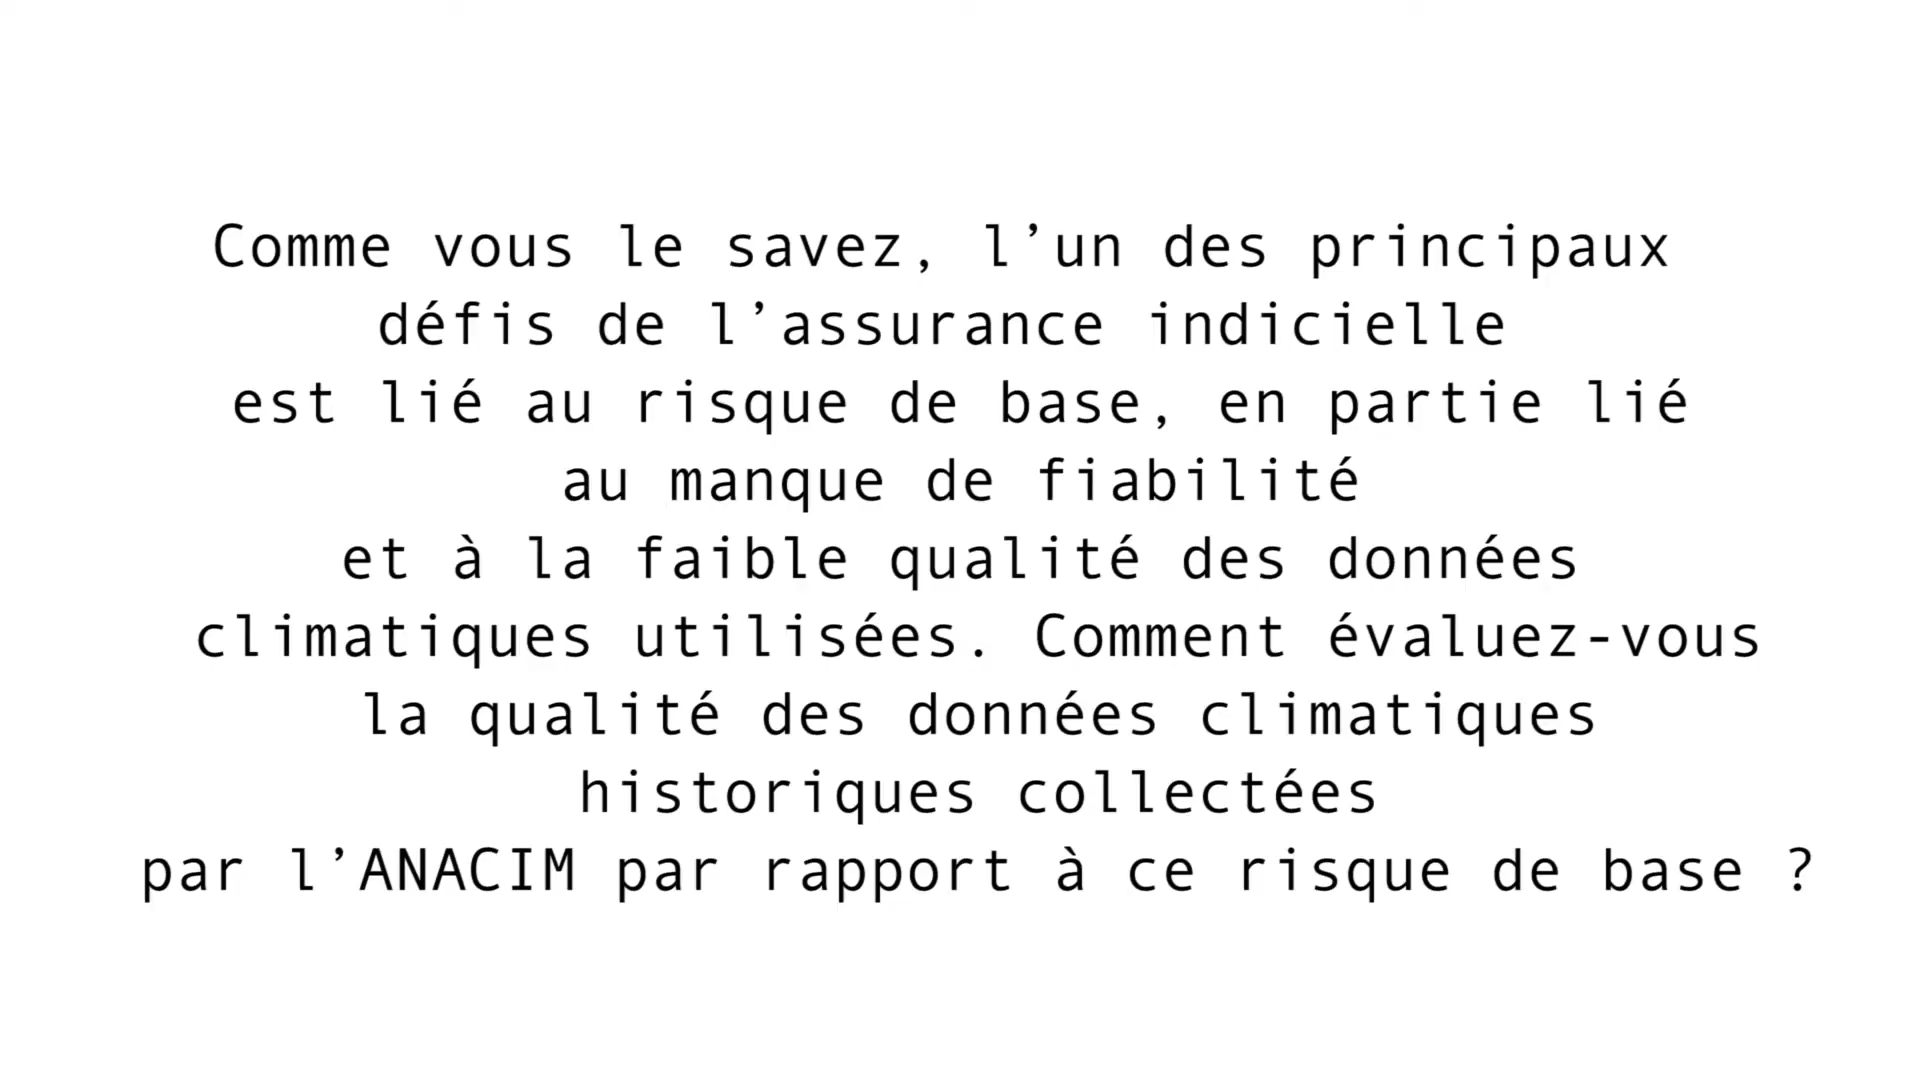 Comme vous le savez, l’un des principaux
défis de l’assurance indicielle
est lié au risque de base, en partie lié
au manque de fiabilité
et à la faible qualité des données
climatiques utilisées. Comment évaluez-vous
la qualité des données climatiques
historiques collectées
par l’ANACIM par rapport à ce risque de base ?